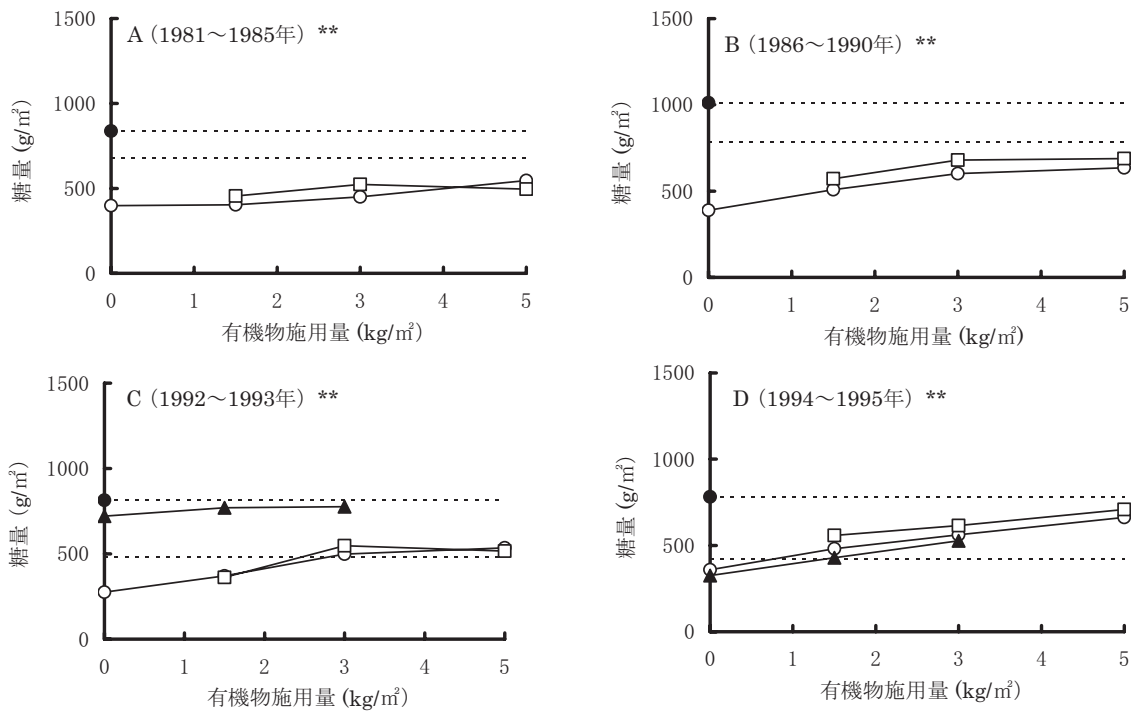 A（1981～1985年）**
1500
1000
500
0
糖量 (g/㎡)
0 1 2 3 4 5
有機物施用量 (kg/㎡)
B（1986～1990年）**
1500
1000
500
0
糖量 (g/㎡)
0 1 2 3 4 5
有機物施用量 (kg/㎡)
C（1992～1993年）**
1500
1000
500
0
糖量 (g/㎡)
0 1 2 3 4 5
有機物施用量 (kg/㎡)
D（1994～1995年）**
1500
1000
500
0
糖量 (g/㎡)
0 1 2 3 4 5
有機物施用量 (kg/㎡)